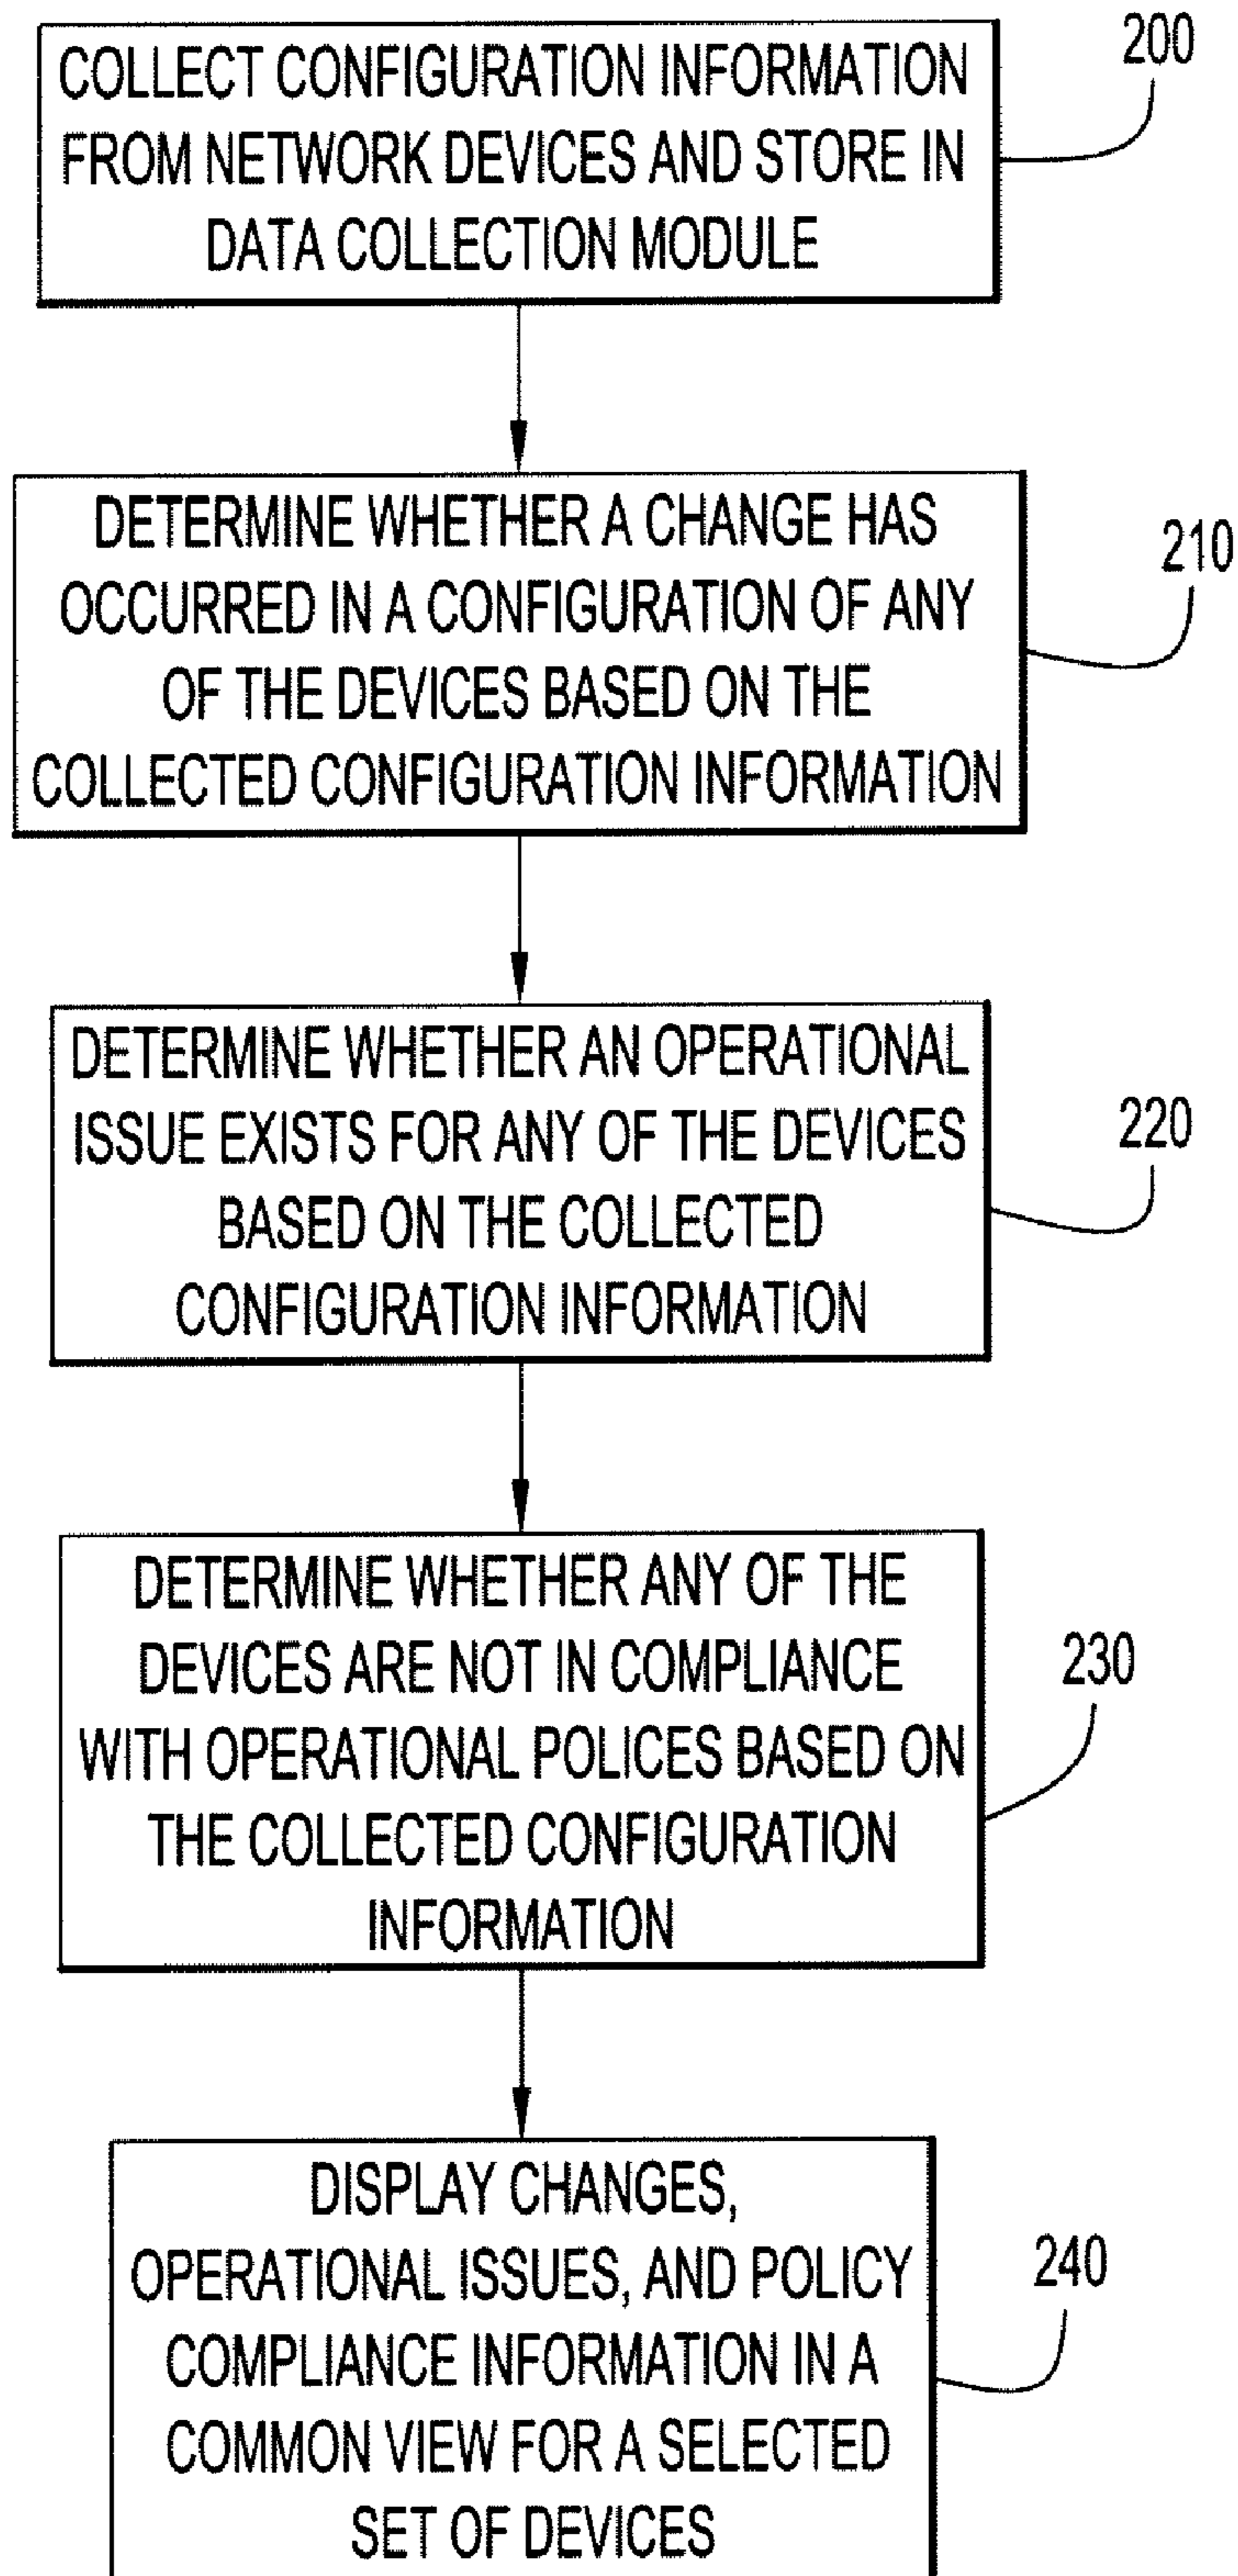 COLLECT CONFIGURATION INFORMATION
FROM NETWORK DEVICES AND STORE IN
DATA COLLECTION MODULE
200
DETERMINE WHETHER A CHANGE HAS
OCCURRED IN A CONFIGURATION OF ANY
OF THE DEVICES BASED ON THE
COLLECTED CONFIGURATION INFORMATION
210
DETERMINE WHETHER AN OPERATIONAL
ISSUE EXISTS FOR ANY OF THE DEVICES
BASED ON THE COLLECTED
CONFIGURATION INFORMATION
220
DETERMINE WHETHER ANY OF THE
DEVICES ARE NOT IN COMPLIANCE
WITH OPERATIONAL POLICES BASED ON
THE COLLECTED CONFIGURATION
INFORMATION
230
DISPLAY CHANGES,
OPERATIONAL ISSUES, AND POLICY
COMPLIANCE INFORMATION IN A
COMMON VIEW FOR A SELECTED
SET OF DEVICES
240